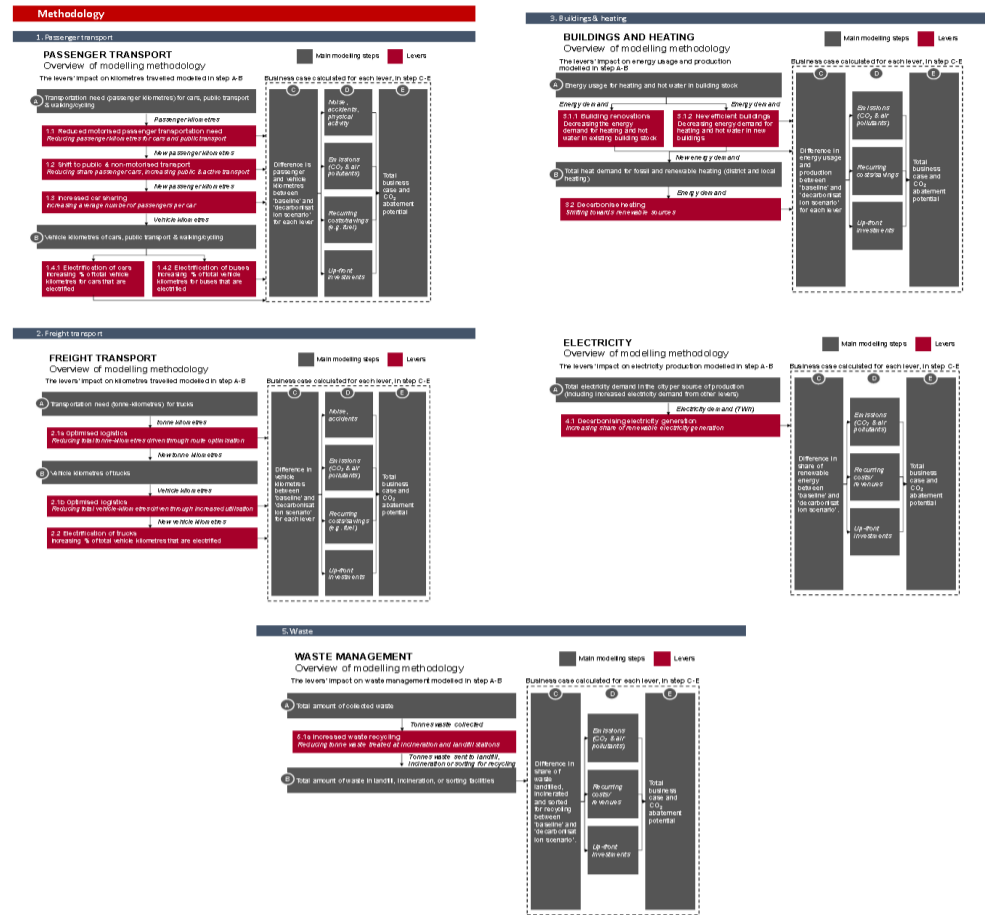 Methodology
1. Passenger transport
PASSENGER TRANSPORT
Overview of modelling methodology
Main modelling steps
Levers
The levers' impact on kilometres travelled modelled in step A-B
Business case calculated for each lever, in step C-E
A
Transportation need (passenger kilometres) for cars, public transport
& walking/cycling
Passenger kilometres
1.1 Reduced motorised passenger transportation need
Reducing passenger kilometres for cars and public transport
New passenger kilometres
1.2 Shift to public & non-motorised transport
Reducing share passenger cars, increasing public & active transport
New passenger kilometres
1.3 Increased car sharing
Increasing average number of passengers per car
Vehicle kilometres
B
Vehicle kilometres of cars, public transport & walking/cycling
1.4.1 Electrification of cars
Increasing % of total vehicle
kilometres for cars that are
electrified
1.4.2 Electrification of buses
Increasing % of total vehicle
kilometres for buses that are
electrified
C
Difference in
passenger
and vehicle
kilometres
between
'baseline' and
'decarbonisat
ion scenario'
for each lever
D
Noise,
accidents,
physical
activity
Emissions
(CO2 & air
pollutants)
Recurring
costs/savings
(e.g. fuel)
Up-front
investments
E
Total
business
case and
CO2
abatement
potential
2. Freight transport
FREIGHT TRANSPORT
Overview of modelling methodology
Main modelling steps
Levers
The levers' impact on kilometres travelled modelled in step A-B
Business case calculated for each lever, in step C-E
A
Transportation need (tonne-kilometres) for trucks
tonne kilometres
2.1a Optimised logistics
Reducing total tonne-kilometres driven through route optimisation
New tonne kilometres
B
Vehicle kilometres of trucks
Vehicle kilometres
2.1b Optimised logistics
Reducing total vehicle-kilometres driven through increased utilisation
New vehicle kilometres
2.2 Electrification of trucks
Increasing % of total vehicle kilometres that are electrified
C
Difference in
vehicle
kilometres
between
'baseline' and
'decarbonisat
ion scenario'
for each lever
D
Noise,
accidents
Emissions
(CO2 & air
pollutants)
Recurring
costs/savings
(e.g. fuel)
Up-front
investments
E
Total
business
case and
CO2
abatement
potential
3. Buildings & heating
BUILDINGS AND HEATING
Overview of modelling methodology
Main modelling steps
Levers
The levers' impact on energy usage and production
modelled in step A-B
Business case calculated for each lever, in step C-E
A
Energy usage for heating and hot water in building stock
Energy demand
Energy demand
3.1.1 Building renovations
Decreasing the energy
demand for heating and hot
water in existing building stock
3.1.2 New efficient buildings
Decreasing energy demand for
heating and hot water in new
buildings
New energy demand
B
Total heat demand for fossil and renewable heating (district and local
heating)
Energy demand
3.2 Decarbonise heating
Shifting towards renewable sources
C
Difference in
energy usage
and
production
between
'baseline' and
'decarbonisat
ion scenario'
for each lever
D
Emissions
(CO2 & air
pollutants)
Recurring
costs/savings
Up-front
investments
E
Total
business
case and
CO2
abatement
potential
ELECTRICITY
Overview of modelling methodology
Main modelling steps
Levers
The levers' impact on electricity production modelled in step A-B
Business case calculated for each lever, in step C-E
A
Total electricity demand in the city per source of production
(including increased electricity demand from other levers)
Electricity demand (TWh)
4.1 Decarbonising electricity generation
Increasing share of renewable electricity generation
C
Difference in
share of
renewable
energy
between
'baseline' and
'decarbonisat
ion scenario'.
D
Emissions
(CO2 & air
pollutants)
Recurring
costs/
revenues
Up-front
investments
E
Total
business
case and
CO2
abatement
potential
5. Waste
WASTE MANAGEMENT
Overview of modelling methodology
Main modelling steps
Levers
The levers' impact on waste management modelled in step A-B
Business case calculated for each lever, in step C-E
A
Total amount of collected waste
Tonnes waste collected
5.1a Increased waste recycling
Reducing tonne waste treated at incineration and landfill stations
Tonnes waste sent to landfill,
incineration or sorting for recycling
B
Total amount of waste in landfill, incineration, or sorting facilities
C
Difference in
share of
waste
landfilled,
incinerated
and sorted
for recycling
between
'baseline' and
'decarbonisat
ion scenario'.
D
Emissions
(CO2 & air
pollutants)
Recurring
costs/
revenues
Up-front
investments
E
Total
business
case and
CO2
abatement
potential